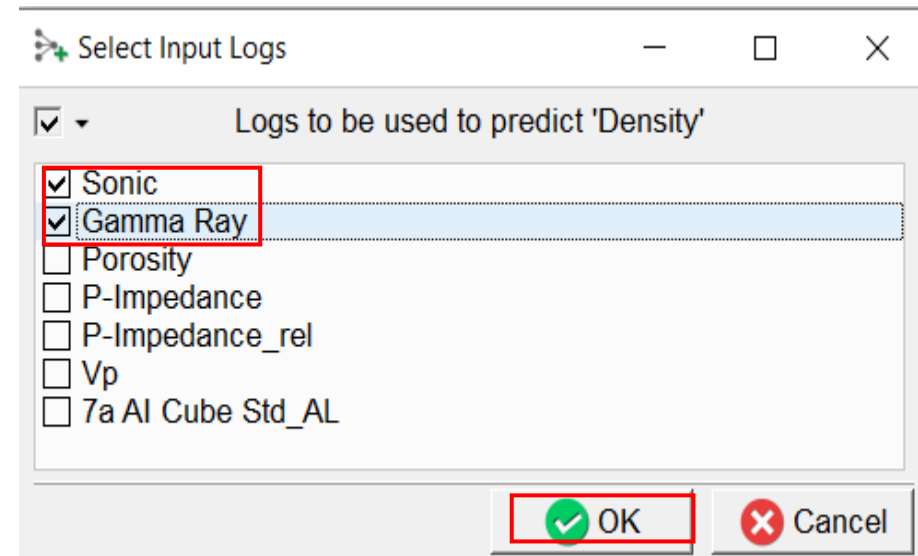 Select Input Logs
Logs to be used to predict 'Density'
Sonic
Gamma Ray
Porosity
P-Impedance
P-Impedance_rel
Vp
7a AI Cube Std_AL
OK Cancel